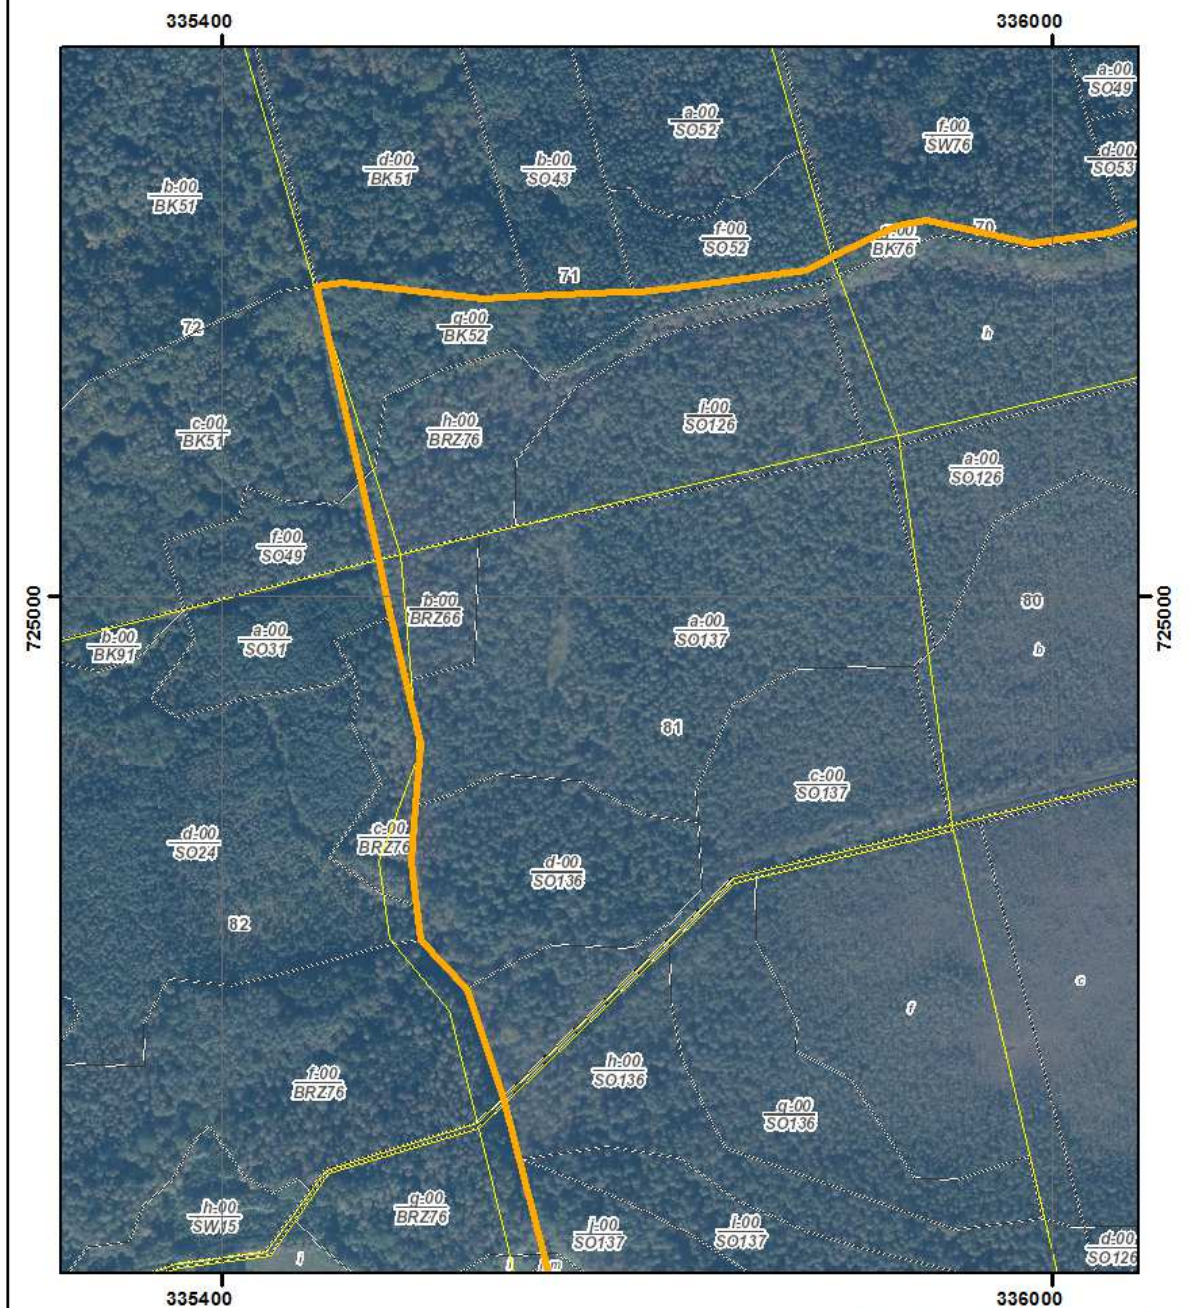 335400 336000
a-00
SO49
a-00
SO52
f-00
SW76
d-00
BK51
b-00
SO43
d-00
SO53
b-00
BK51
f-00
SO52
70
BK76
71
72
g-00
BK52
h
c-00
BK51
h-00
BRZ76
i-00
SO126
a-00
SO126
f-00
SO49
725000
725000
b-00
BRZ66
80
a-00
SO31
b-00
BK91
a-00
SO137
b
81
c-00
SO137
d-00
SO24
c-00
BRZ76
d-00
SO136
82
c
f
f-00
BRZ76
h-00
SO136
g-00
SO136
h-00
SW15
g-00
BRZ76
j-00
SO137
i-00
SO137
d-00
SO126
j
m
335400 336000